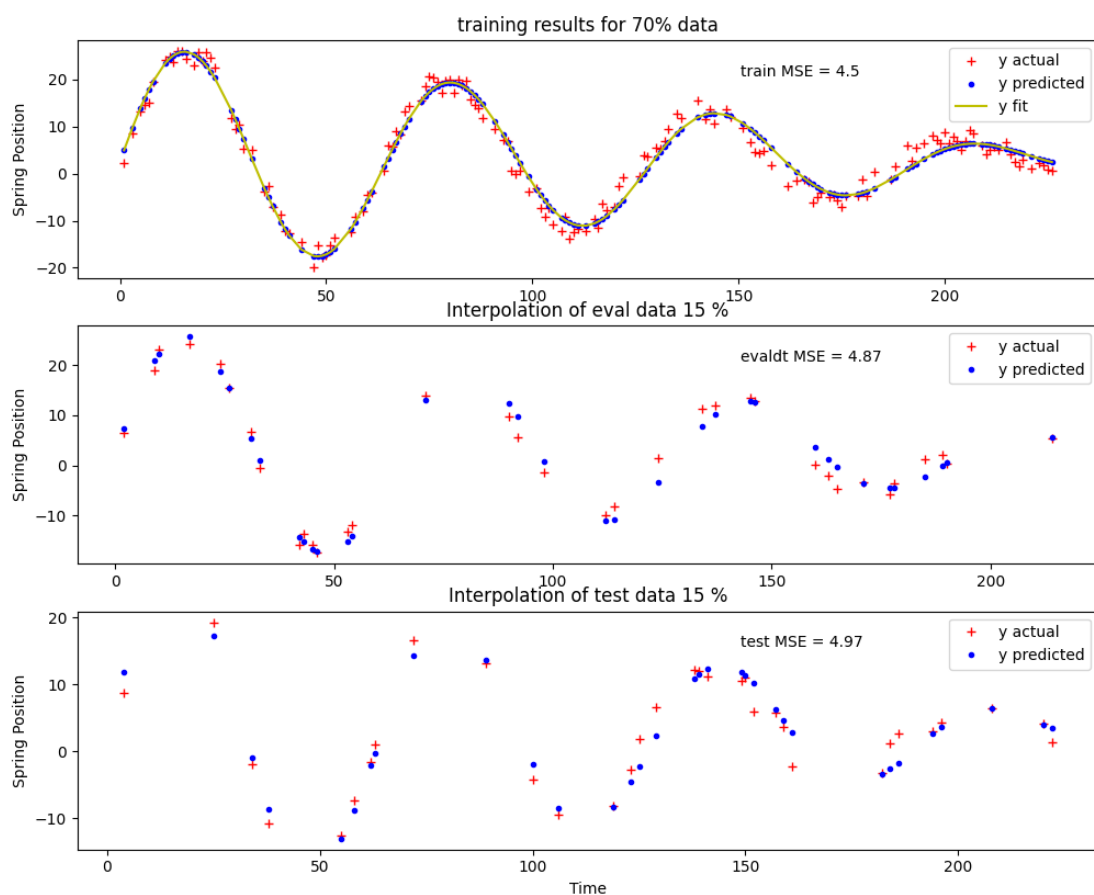 training results for 70% data
Spring Position
20
10
0
−10
−20
train MSE = 4.5
y actual
y predicted
y fit
0 50 100 150 200
Interpolation of eval data 15 %
Spring Position
20
10
0
−10
evaldt MSE = 4.87
y actual
y predicted
0 50 100 150 200
Interpolation of test data 15 %
Spring Position
20
10
0
−10
test MSE = 4.97
y actual
y predicted
0 50 100 150 200
Time